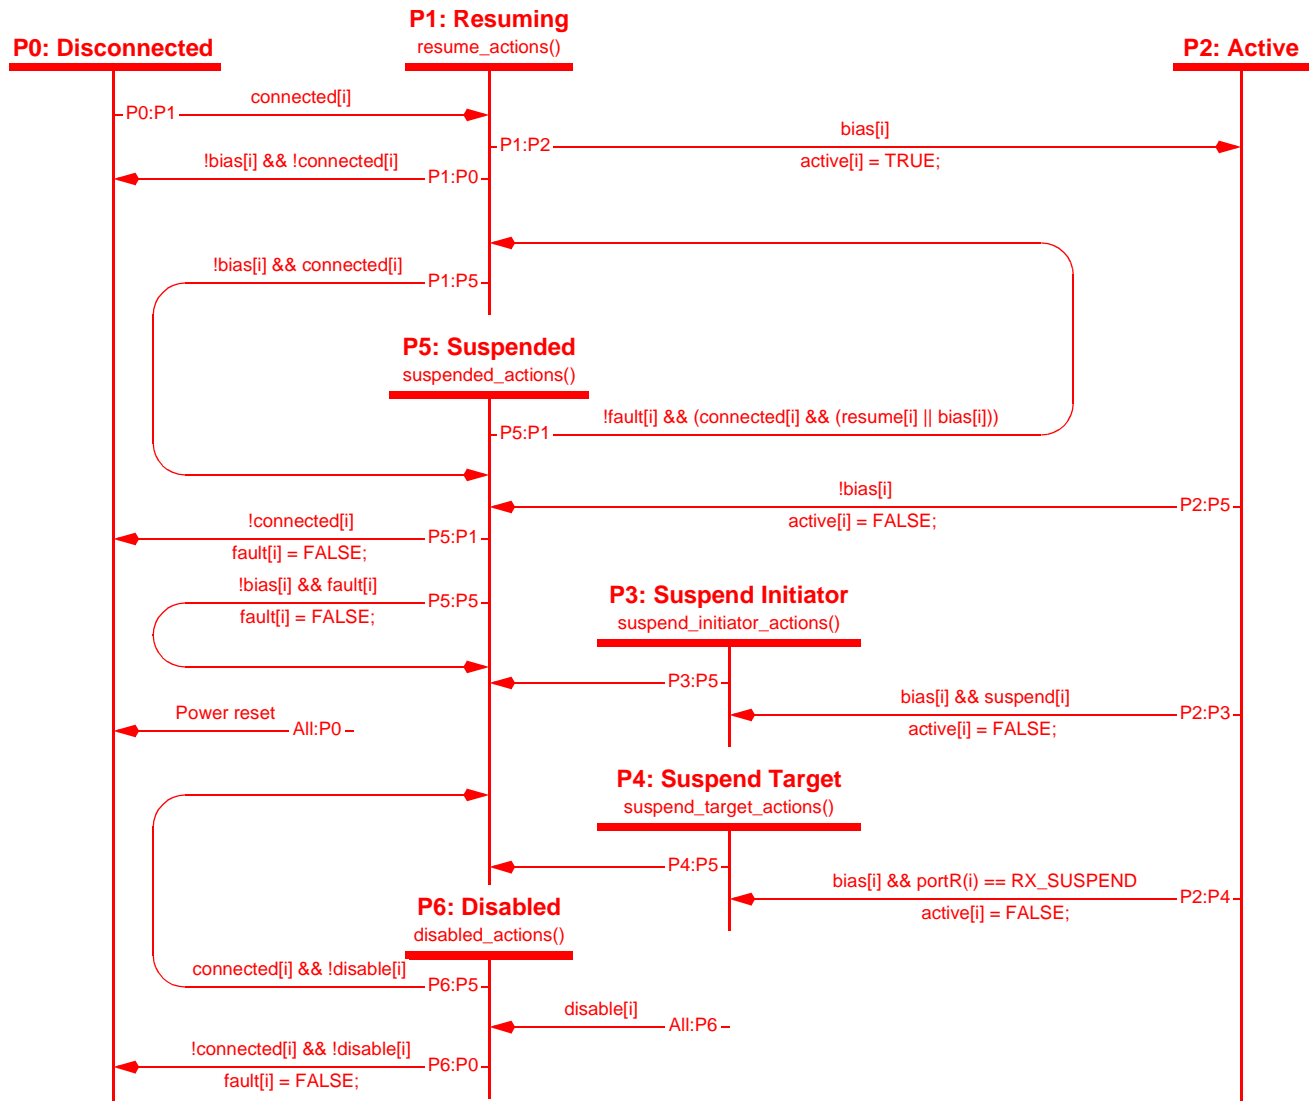 P1: Resuming
resume_actions()
P0: Disconnected
P2: Active
connected[i]
P0:P1
bias[i]
P1:P2
active[i] = TRUE;
!bias[i] && !connected[i]
P1:P0
!bias[i] && connected[i]
P1:P5
P5: Suspended
suspended_actions()
!fault[i] && (connected[i] && (resume[i] || bias[i]))
P5:P1
!bias[i]
P2:P5
active[i] = FALSE;
!connected[i]
P5:P1
fault[i] = FALSE;
!bias[i] && fault[i]
P5:P5
fault[i] = FALSE;
P3: Suspend Initiator
suspend_initiator_actions()
P3:P5
bias[i] && suspend[i]
P2:P3
active[i] = FALSE;
Power reset
All:P0
P4: Suspend Target
suspend_target_actions()
P4:P5
bias[i] && portR(i) == RX_SUSPEND
P2:P4
active[i] = FALSE;
P6: Disabled
disabled_actions()
connected[i] && !disable[i]
P6:P5
disable[i]
All:P6
!connected[i] && !disable[i]
P6:P0
fault[i] = FALSE;